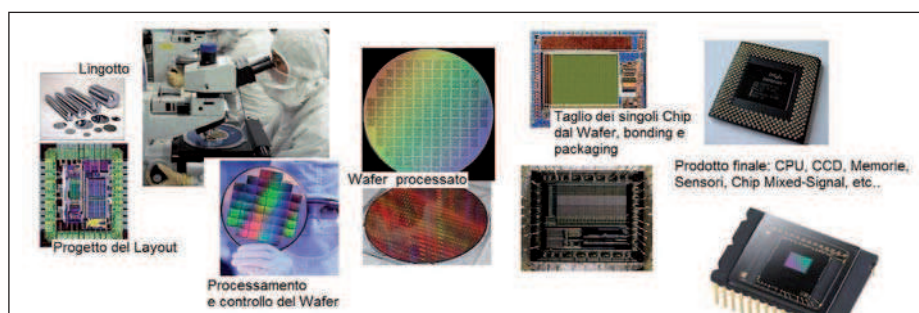 Lingotto
Progetto del Layout
Processamento
e controllo del Wafer
Wafer processato
Taglio dei singoli Chip
dal Wafer, bonding e
packaging
Prodotto finale: CPU, CCD, Memorie,
Sensori, Chip Mixed-Signal, etc..